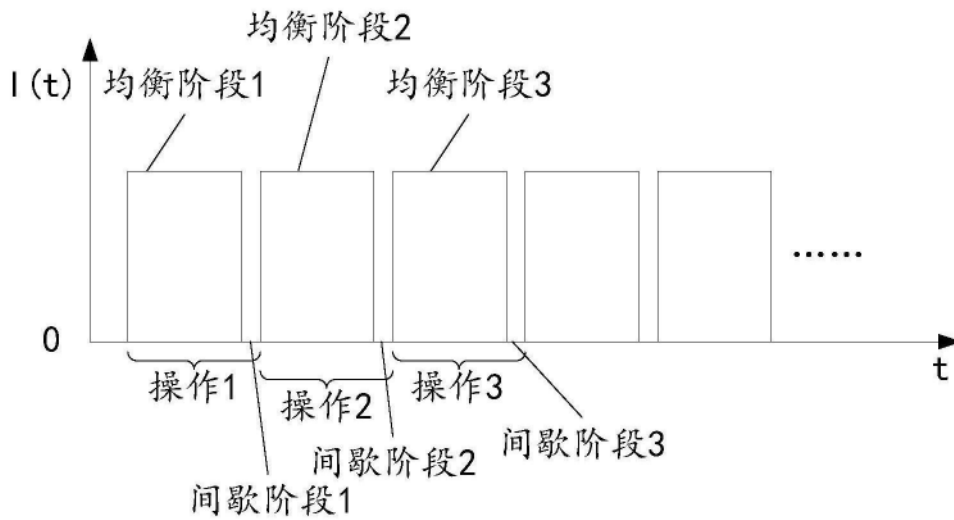 均衡阶段2
I(t)
均衡阶段1
均衡阶段3
……
0
t
操作1
操作2
操作3
间歇阶段1
间歇阶段2
间歇阶段3